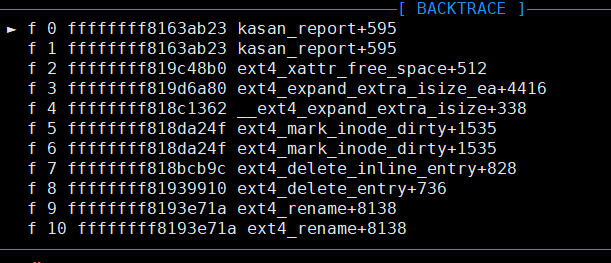 [ BACKTRACE ]
► f 0 ffffffff8163ab23 kasan_report+595
f 1 ffffffff8163ab23 kasan_report+595
f 2 ffffffff819c48b0 ext4_xattr_free_space+512
f 3 ffffffff819d6a80 ext4_expand_extra_isize_ea+4416
f 4 ffffffff818c1362 __ext4_expand_extra_isize+338
f 5 ffffffff818da24f ext4_mark_inode_dirty+1535
f 6 ffffffff818da24f ext4_mark_inode_dirty+1535
f 7 ffffffff818bcb9c ext4_delete_inline_entry+828
f 8 ffffffff81939910 ext4_delete_entry+736
f 9 ffffffff8193e71a ext4_rename+8138
f 10 ffffffff8193e71a ext4_rename+8138